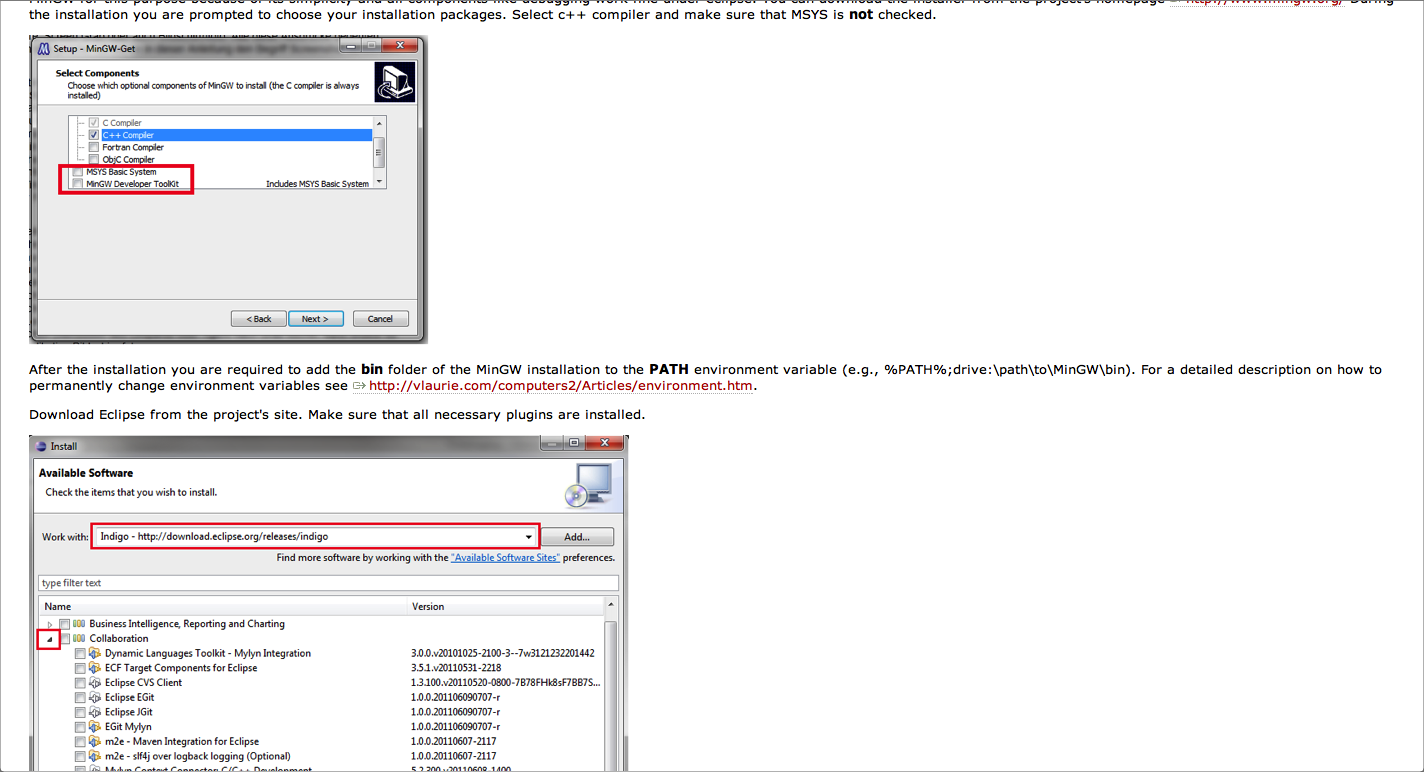 the installation you are prompted to choose your installation packages. Select c++ compiler and make sure that MSYS is not checked.
Setup - MinGW-Get
Select Components
Choose which optional components of MinGW to install (the C compiler is always
installed)
C Compiler
C++ Compiler
Fortran Compiler
ObjC Compiler
MSYS Basic System
MinGW Developer ToolKit Includes MSYS Basic System
< Back Next > Cancel
After the installation you are required to add the bin folder of the MinGW installation to the PATH environment variable (e.g., %PATH%;drive:\path\to\MinGW\bin). For a detailed description on how to
permanently change environment variables see http://vlaurie.com/computers2/Articles/environment.htm.
Download Eclipse from the project's site. Make sure that all necessary plugins are installed.
Install
Available Software
Check the items that you wish to install.
Work with: Indigo - http://download.eclipse.org/releases/indigo Add...
Find more software by working with the "Available Software Sites" preferences.
type filter text
Name Version
Business Intelligence, Reporting and Charting
Collaboration
Dynamic Languages Toolkit - Mylyn Integration 3.0.0.v20101025-2100-3--7w3121232201442
ECF Target Components for Eclipse 3.5.1.v20110531-2218
Eclipse CVS Client 1.3.100.v20110520-0800-7B78FHk8sF7BB7S...
Eclipse EGit 1.0.0.201106090707-r
Eclipse JGit 1.0.0.201106090707-r
EGit Mylyn 1.0.0.201106090707-r
m2e - Maven Integration for Eclipse 1.0.0.20110607-2117
m2e - slf4j over logback logging (Optional) 1.0.0.20110607-2117
Mylyn Context Connector: C/C++ Development 5.2.300.v20110608-1400